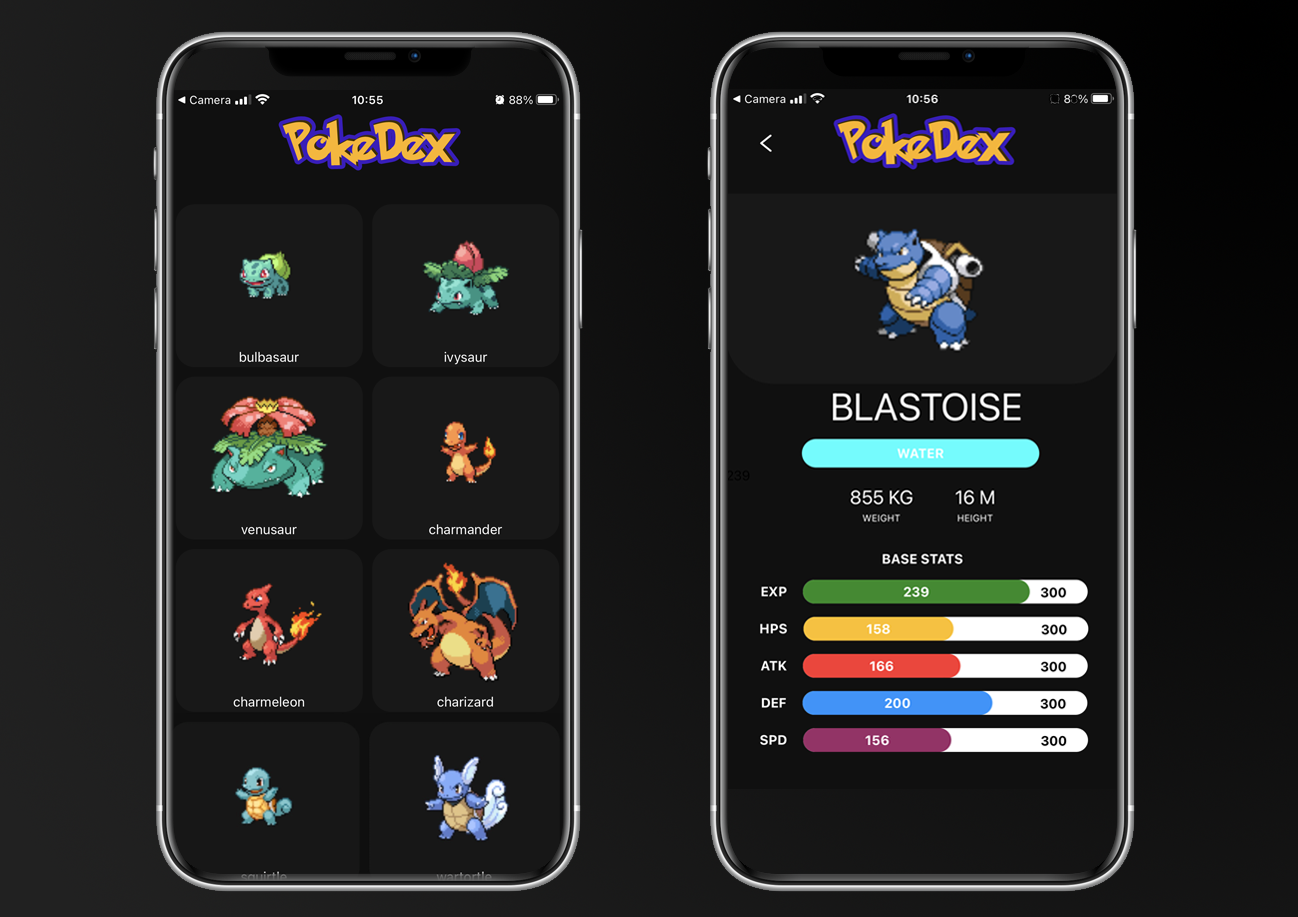 Camera 10:55 88%
PokeDex
bulbasaur ivysaur
venusaur charmander
charmeleon charizard
squirtle wartortle
Camera 10:56
PokeDex
BLASTOISE
WATER
239
855 KG 16 M
WEIGHT HEIGHT
BASE STATS
EXP 239 300
HPS 158 300
ATK 166 300
DEF 200 300
SPD 156 300